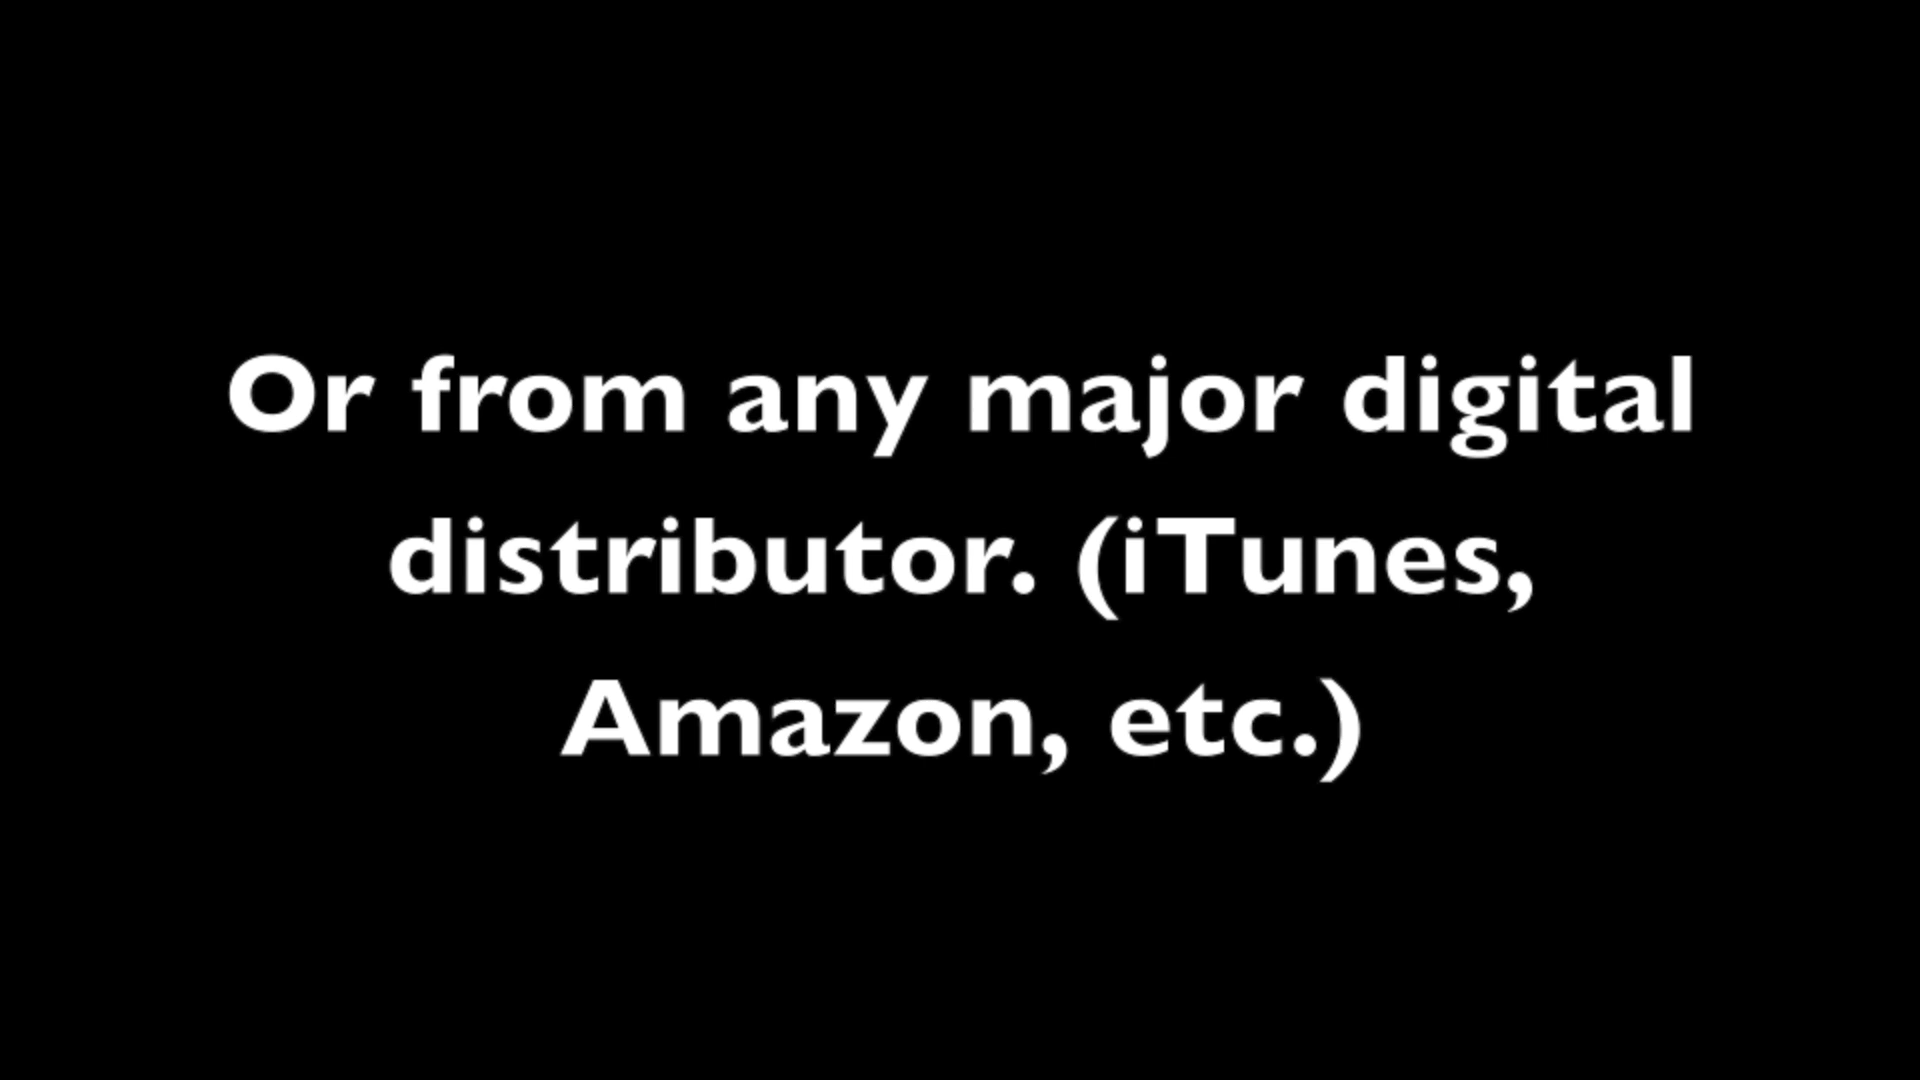 Or from any major digital
distributor. (iTunes,
Amazon, etc.)